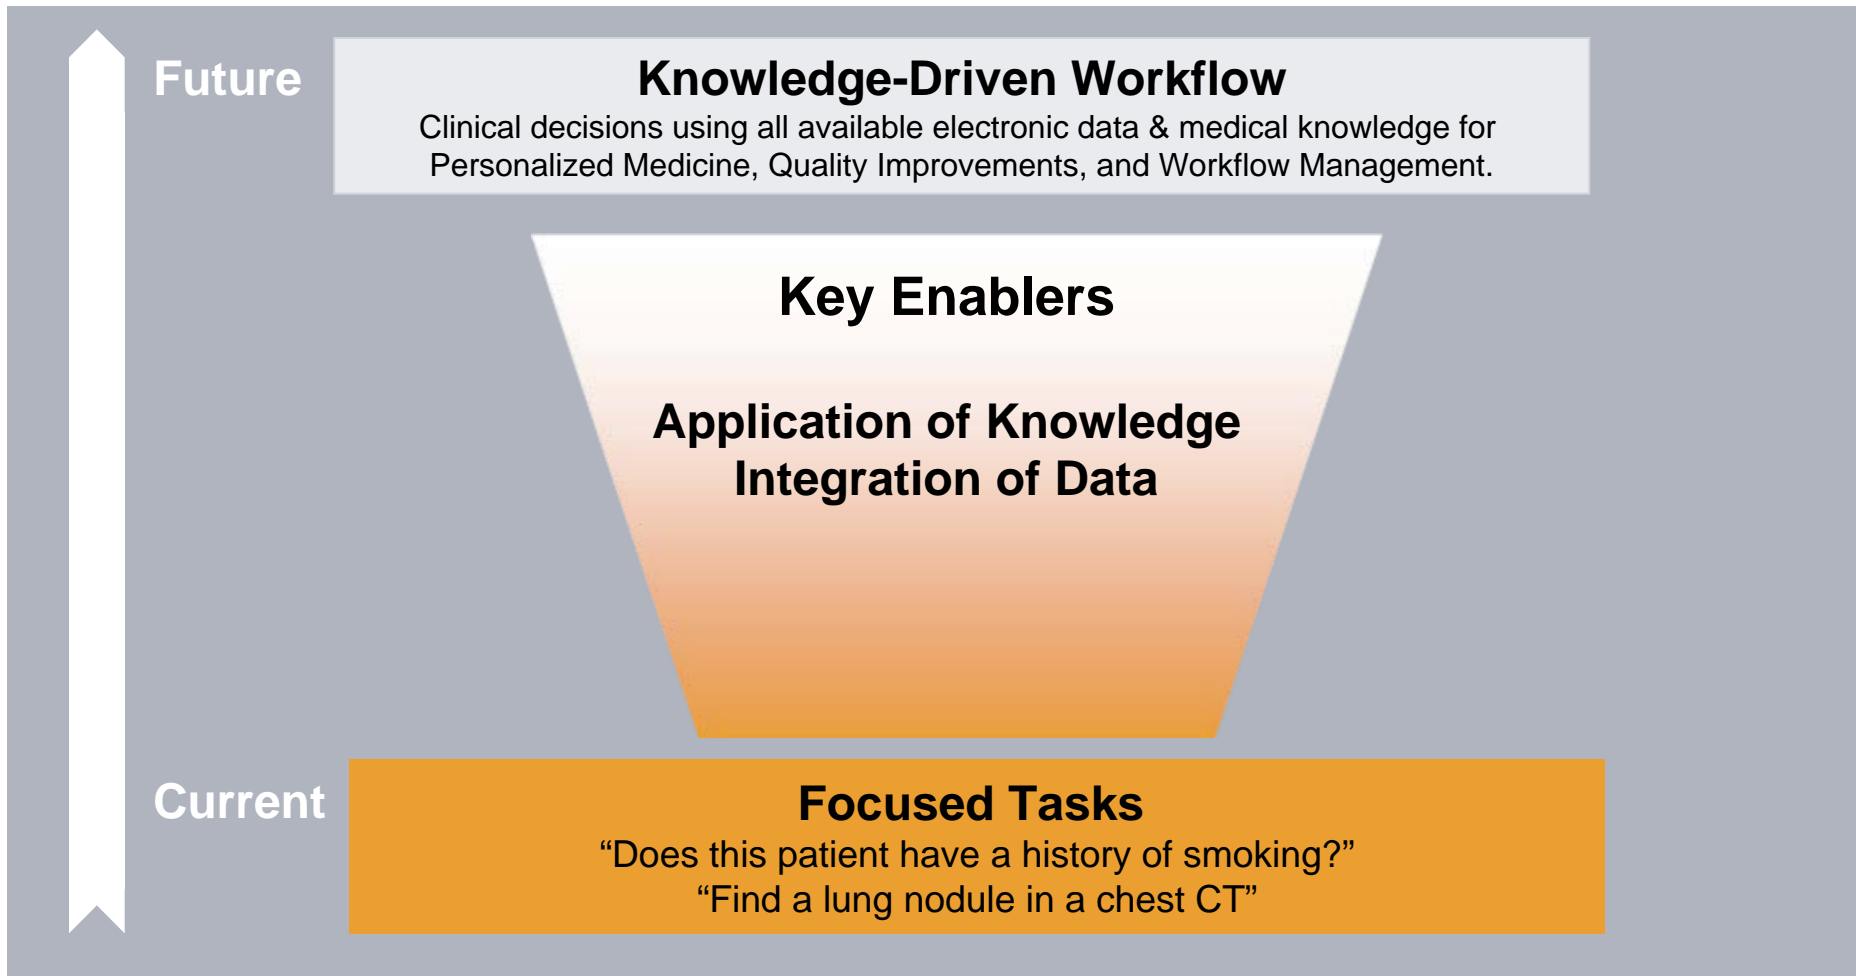 Future
Knowledge-Driven Workflow
Clinical decisions using all available electronic data & medical knowledge for
Personalized Medicine, Quality Improvements, and Workflow Management.
Key Enablers
Application of Knowledge
Integration of Data
Current
Focused Tasks
“Does this patient have a history of smoking?”
“Find a lung nodule in a chest CT”